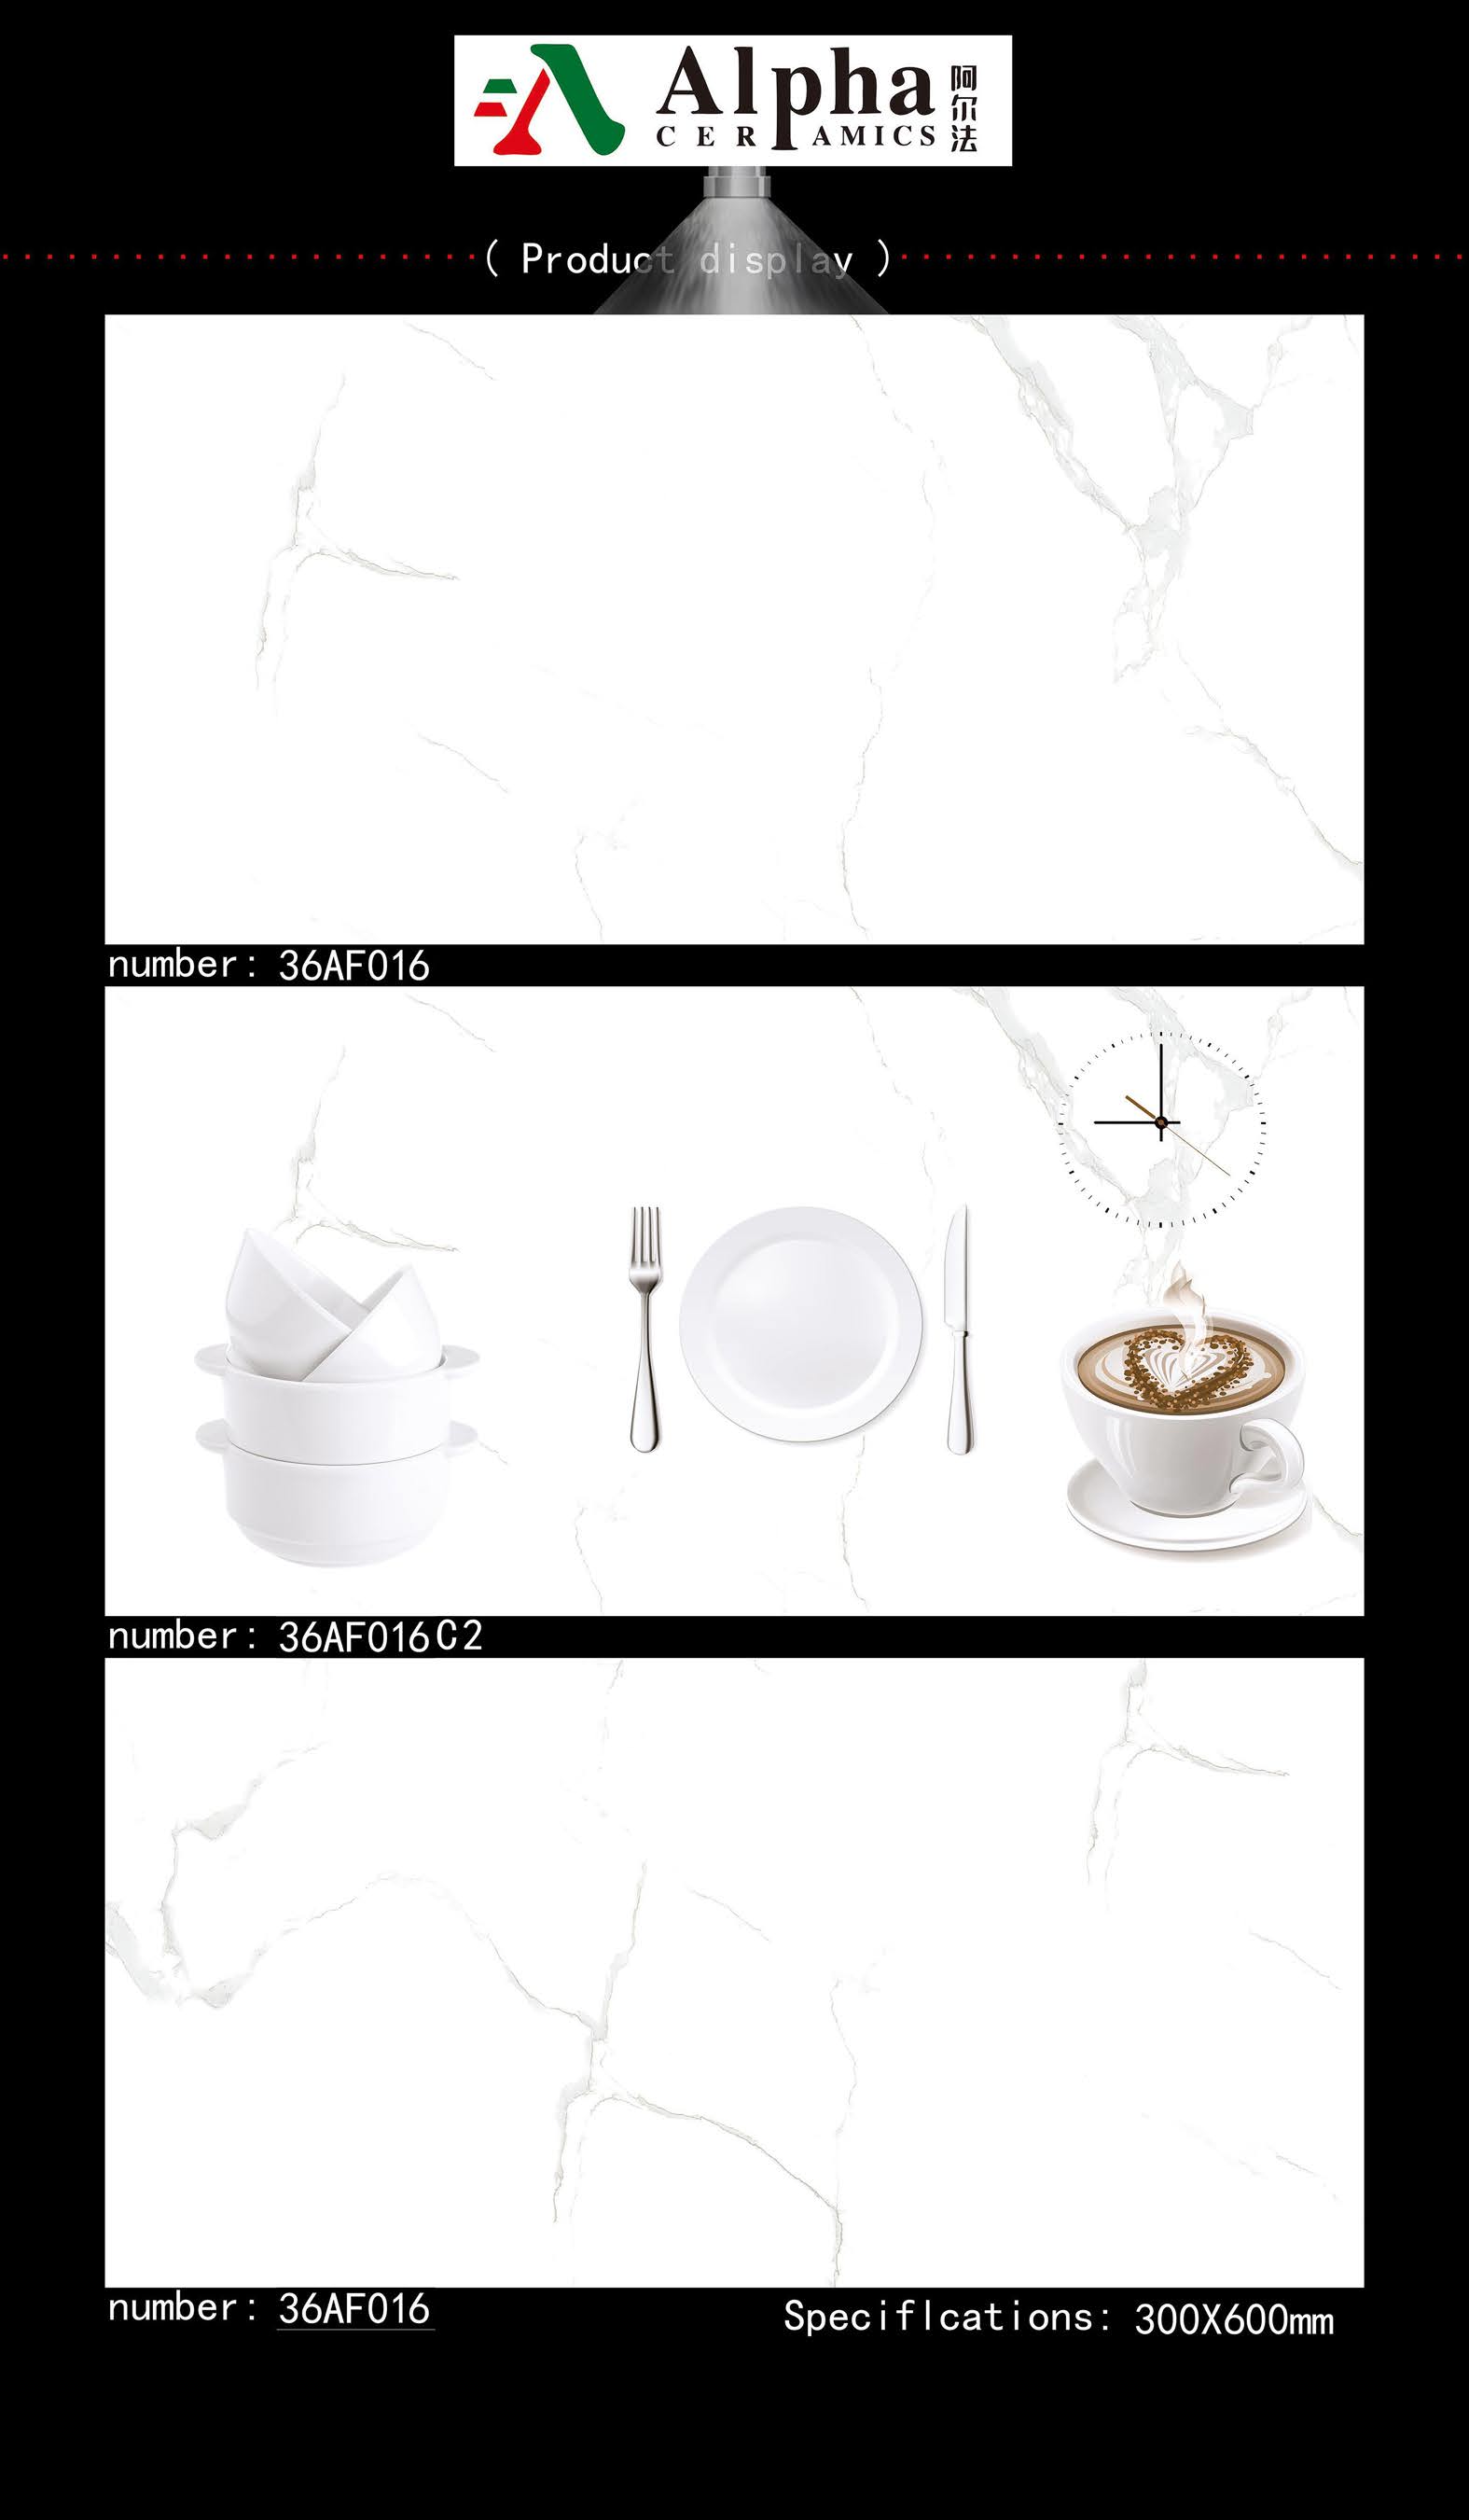 Alpha
CERAMICS
阿尔法
( Product display )
number: 36AF016
number: 36AF016C2
number: 36AF016
Speciflcations: 300X600mm